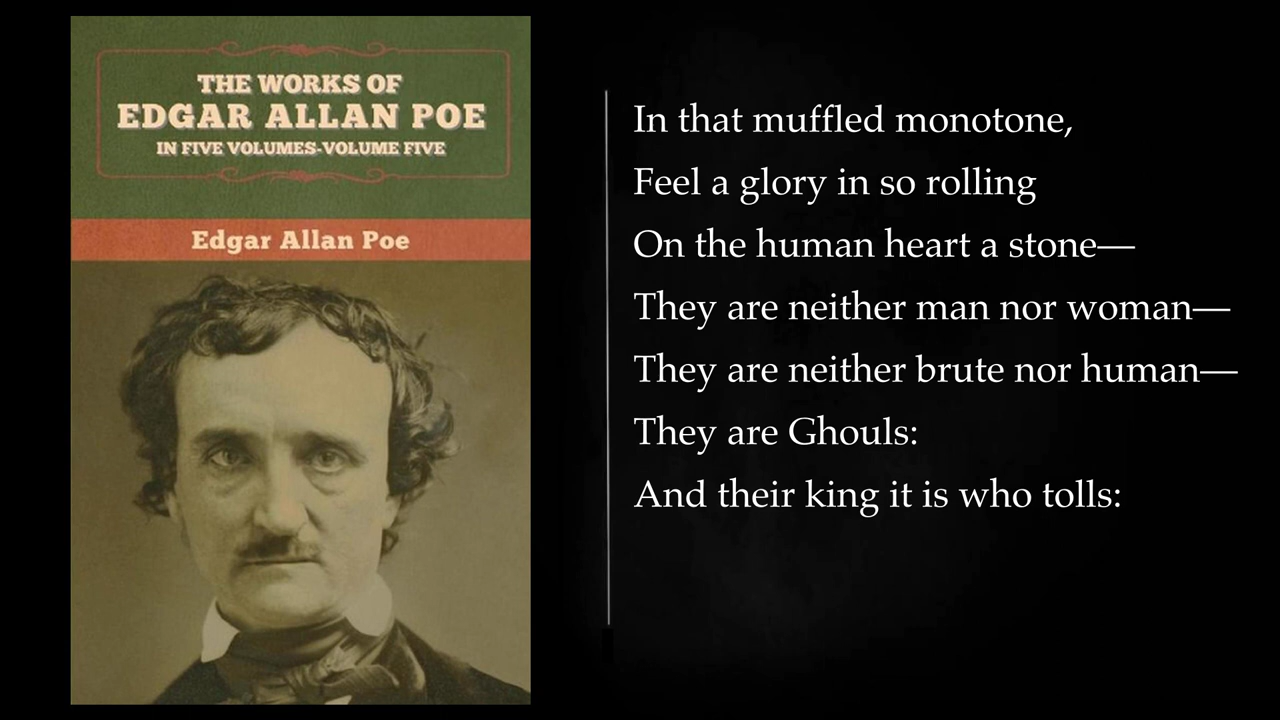 THE WORKS OF
EDGAR ALLAN POE
IN FIVE VOLUMES-VOLUME FIVE
Edgar Allan Poe
In that muffled monotone,
Feel a glory in so rolling
On the human heart a stone—
They are neither man nor woman—
They are neither brute nor human—
They are Ghouls:
And their king it is who tolls: